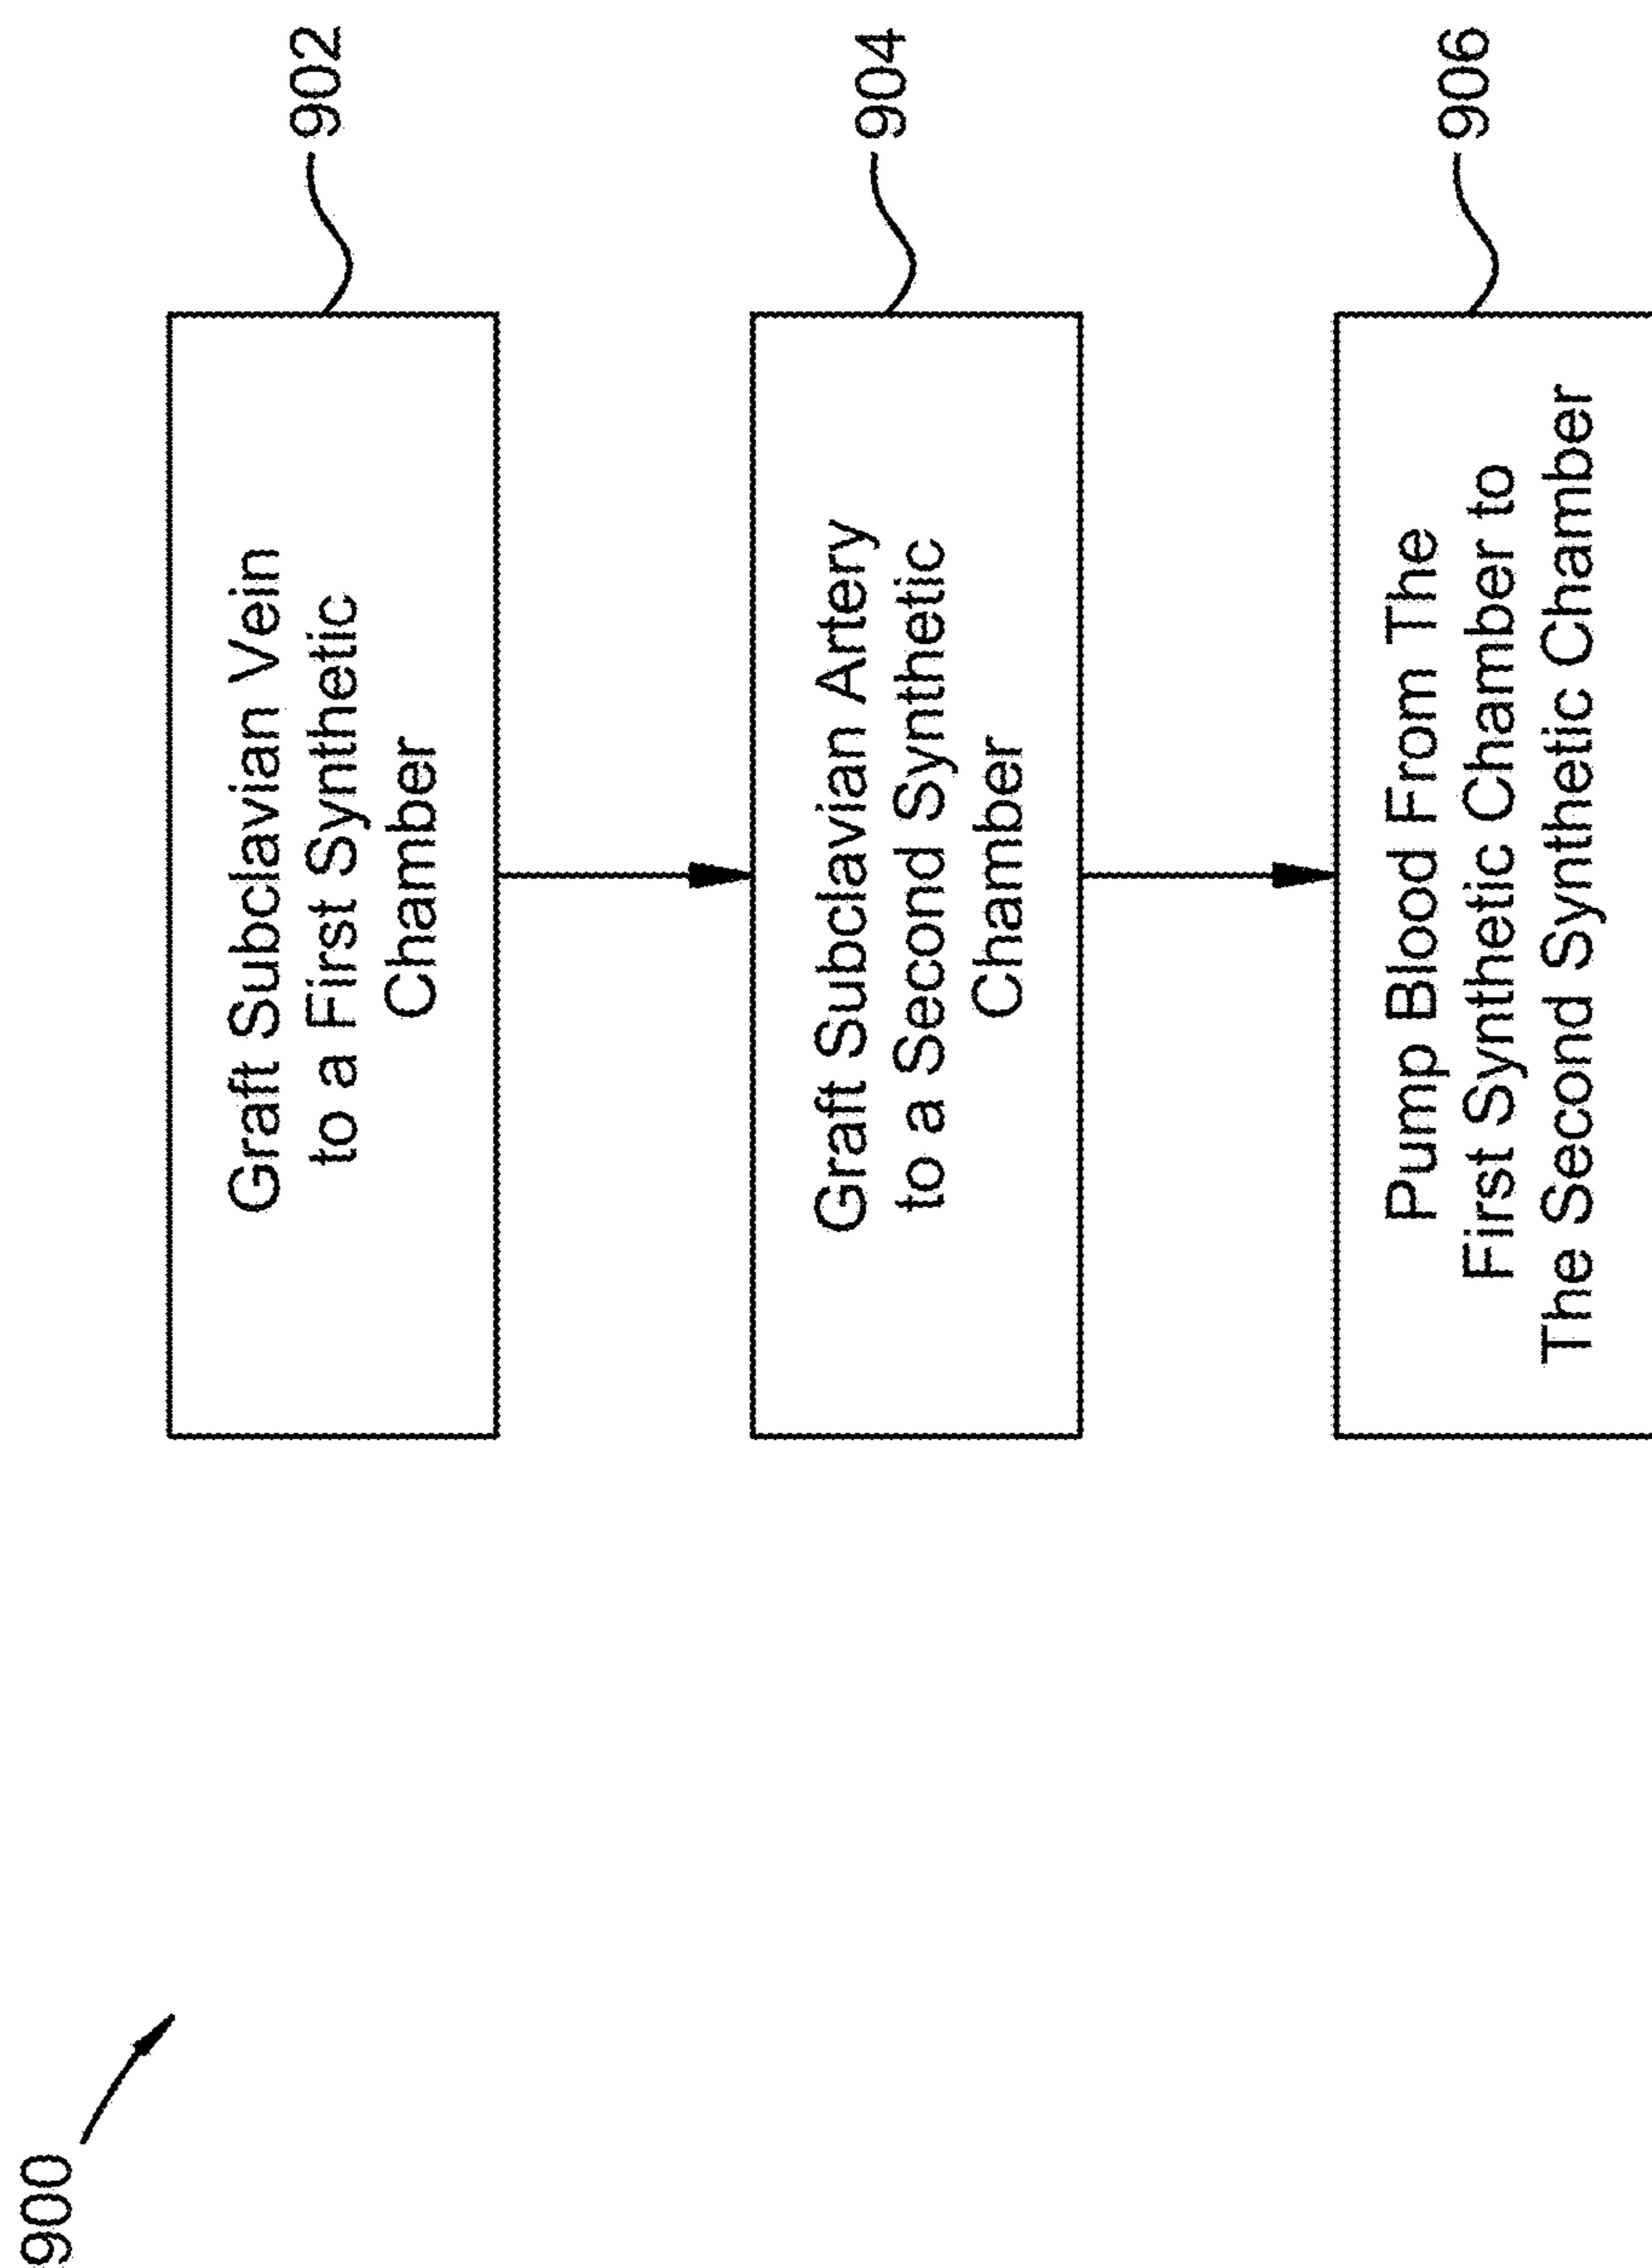 900
Graft Subclavian Vein
to a First Synthetic
Chamber
902
Graft Subclavian Artery
to a Second Synthetic
Chamber
904
Pump Blood From The
First Synthetic Chamber to
The Second Synthetic Chamber
906